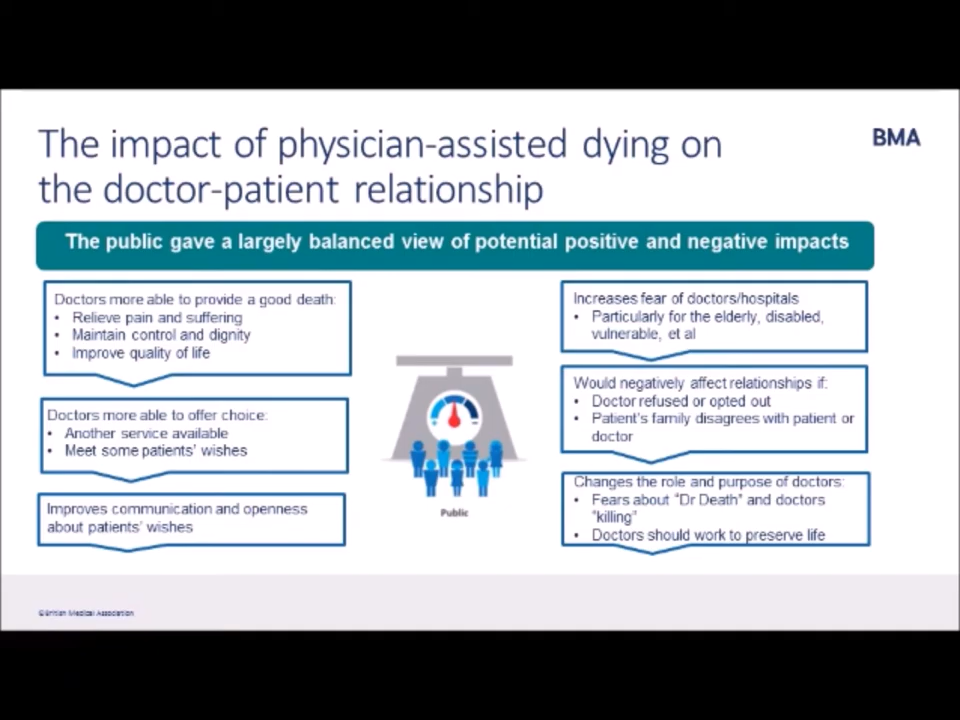 The impact of physician-assisted dying on
the doctor-patient relationship
BMA
The public gave a largely balanced view of potential positive and negative impacts
Doctors more able to provide a good death:
• Relieve pain and suffering
• Maintain control and dignity
• Improve quality of life
Doctors more able to offer choice:
• Another service available
• Meet some patients' wishes
Improves communication and openness
about patients' wishes
Public
Increases fear of doctors/hospitals
• Particularly for the elderly, disabled,
vulnerable, et al
Would negatively affect relationships if:
• Doctor refused or opted out
• Patient's family disagrees with patient or
doctor
Changes the role and purpose of doctors:
• Fears about "Dr Death" and doctors
"killing"
• Doctors should work to preserve life
©British Medical Association